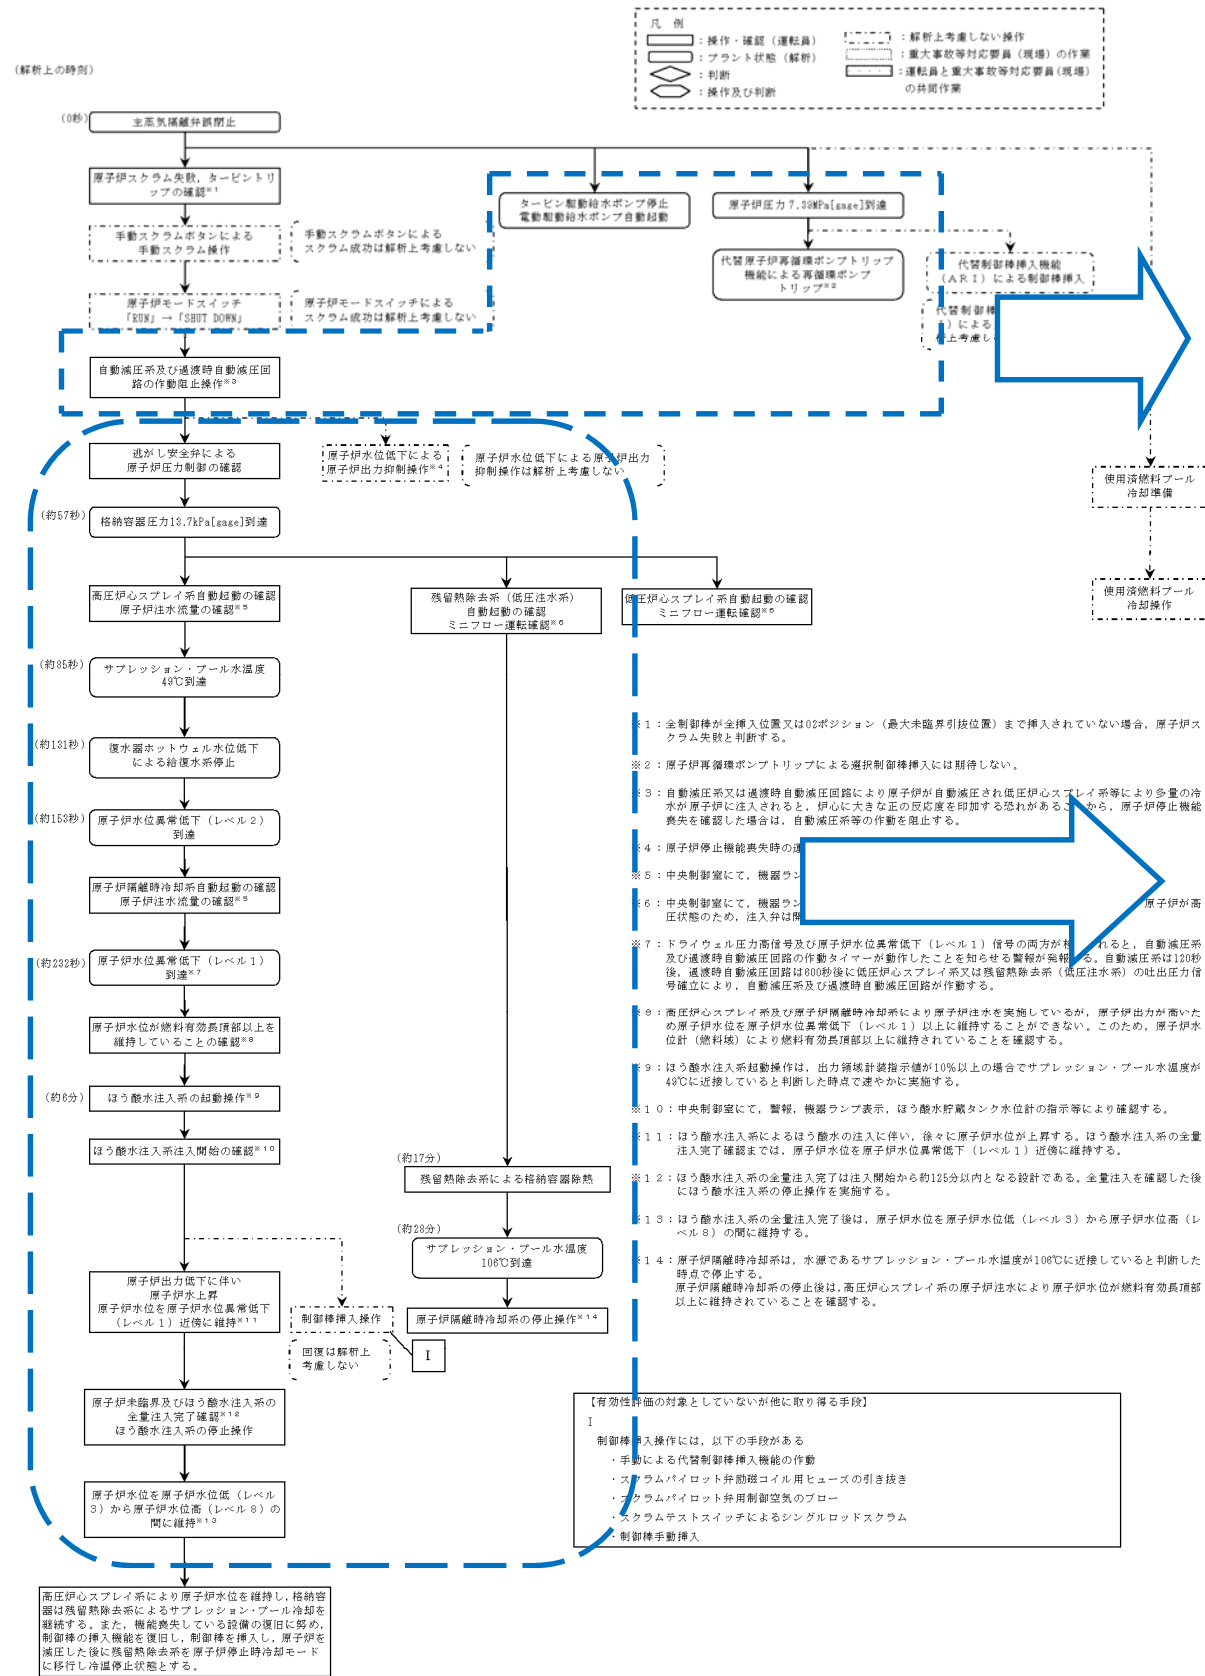 凡　例
：操作・確認（運転員）
：プラント状態（解析）
：判断
：操作及び判断
：解析上考慮しない操作
：重大事故等対応要員（現場）の作業
：運転員と重大事故等対応要員（現場）
の共同作業
（解析上の時刻）
（0秒）
主蒸気隔離弁誤閉止
原子炉スクラム失敗，タービントリ
ップの確認※１
手動スクラムボタンによる
手動スクラム操作
手動スクラムボタンによる
スクラム成功は解析上考慮しない
原子炉モードスイッチ
「RUN」→「SHUT DOWN」
原子炉モードスイッチによる
スクラム成功は解析上考慮しない
タービン駆動給水ポンプ停止
電動駆動給水ポンプ自動起動
原子炉圧力7.39MPa[gage]到達
代替原子炉再循環ポンプトリップ
機能による再循環ポンプ
トリップ※２
代替制御棒挿入機能
（ＡＲＩ）による制御棒挿入
代替制御棒
）による
析上考慮し
自動減圧系及び過渡時自動減圧回
路の作動阻止操作※３
逃がし安全弁による
原子炉圧力制御の確認
原子炉水位低下による
原子炉出力抑制操作※４
原子炉水位低下による原子炉出力
抑制操作は解析上考慮しない
使用済燃料プール
冷却準備
使用済燃料プール
冷却操作
（約57秒）
格納容器圧力13.7kPa[gage]到達
高圧炉心スプレイ系自動起動の確認
原子炉注水流量の確認※５
残留熱除去系（低圧注水系）
自動起動の確認
ミニフロー運転確認※６
低圧炉心スプレイ系自動起動の確認
ミニフロー運転確認※６
（約85秒）
サプレッション・プール水温度
49℃到達
（約131秒）
復水器ホットウェル水位低下
による給復水系停止
（約153秒）
原子炉水位異常低下（レベル２）
到達
原子炉隔離時冷却系自動起動の確認
原子炉注水流量の確認※５
（約232秒）
原子炉水位異常低下（レベル１）
到達※７
原子炉水位が燃料有効長頂部以上を
維持していることの確認※８
（約6分）
ほう酸水注入系の起動操作※９
ほう酸水注入系注入開始の確認※１０
（約17分）
残留熱除去系による格納容器除熱
（約28分）
サプレッション・プール水温度
106℃到達
原子炉隔離時冷却系の停止操作※１４
原子炉出力低下に伴い
原子炉水上昇
原子炉水位を原子炉水位異常低下
（レベル１）近傍に維持※１１
制御棒挿入操作
回復は解析上
考慮しない
Ｉ
原子炉未臨界及びほう酸水注入系の
全量注入完了確認※１２
ほう酸水注入系の停止操作
原子炉水位を原子炉水位低（レベル
３）から原子炉水位高（レベル８）の
間に維持※１３
高圧炉心スプレイ系により原子炉水位を維持し，格納容
器は残留熱除去系によるサプレッション・プール冷却を
継続する。また，機能喪失している設備の復旧に努め，
制御棒の挿入機能を復旧し，制御棒を挿入し，原子炉を
減圧した後に残留熱除去系を原子炉停止時冷却モード
に移行し冷温停止状態とする。
※１：全制御棒が全挿入位置又は02ポジション（最大未臨界引抜位置）まで挿入されていない場合，原子炉ス
クラム失敗と判断する。
※２：原子炉再循環ポンプトリップによる選択制御棒挿入には期待しない。
※３：自動減圧系又は過渡時自動減圧回路により原子炉が自動減圧され低圧炉心スプレイ系等により多量の冷
水が原子炉に注入されると，炉心に大きな正の反応度を印加する恐れがあるこ から，原子炉停止機能
喪失を確認した場合は，自動減圧系等の作動を阻止する。
※４：原子炉停止機能喪失時の運
※５：中央制御室にて，機器ラン
※６：中央制御室にて，機器ラン 原子炉が高
圧状態のため，注入弁は開
※７：ドライウェル圧力高信号及び原子炉水位異常低下（レベル１）信号の両方が検 れると，自動減圧系
及び過渡時自動減圧回路の作動タイマーが動作したことを知らせる警報が発報 る。自動減圧系は120秒
後，過渡時自動減圧回路は600秒後に低圧炉心スプレイ系又は残留熱除去系（低圧注水系）の吐出圧力信
号確立により，自動減圧系及び過渡時自動減圧回路が作動する。
※８：高圧炉心スプレイ系及び原子炉隔離時冷却系により原子炉注水を実施しているが，原子炉出力が高いた
め原子炉水位を原子炉水位異常低下（レベル１）以上に維持することができない。このため，原子炉水
位計（燃料域）により燃料有効長頂部以上に維持されていることを確認する。
※９：ほう酸水注入系起動操作は，出力領域計装指示値が10％以上の場合でサプレッション・プール水温度が
49℃に近接していると判断した時点で速やかに実施する。
※１０：中央制御室にて，警報，機器ランプ表示，ほう酸水貯蔵タンク水位計の指示等により確認する。
※１１：ほう酸水注入系によるほう酸水の注入に伴い，徐々に原子炉水位が上昇する。ほう酸水注入系の全量
注入完了確認までは，原子炉水位を原子炉水位異常低下（レベル１）近傍に維持する。
※１２：ほう酸水注入系の全量注入完了は注入開始から約125分以内となる設計である。全量注入を確認した後
にほう酸水注入系の停止操作を実施する。
※１３：ほう酸水注入系の全量注入完了後は，原子炉水位を原子炉水位低（レベル３）から原子炉水位高（レ
ベル８）の間に維持する。
※１４：原子炉隔離時冷却系は，水源であるサプレッション・プール水温度が106℃に近接していると判断した
時点で停止する。
原子炉隔離時冷却系の停止後は，高圧炉心スプレイ系の原子炉注水により原子炉水位が燃料有効長頂部
以上に維持されていることを確認する。
【有効性評価の対象としていないが他に取り得る手段】
Ｉ
制御棒挿入操作には，以下の手段がある
・手動による代替制御棒挿入機能の作動
・スクラムパイロット弁励磁コイル用ヒューズの引き抜き
・スクラムパイロット弁用制御空気のブロー
・スクラムテストスイッチによるシングルロッドスクラム
・制御棒手動挿入